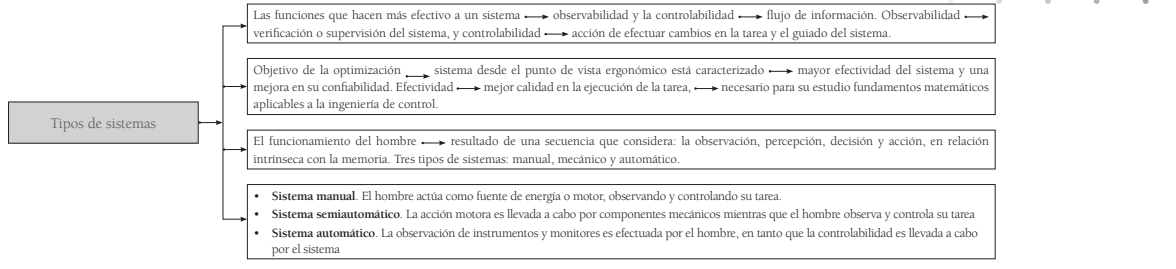 Tipos de sistemas
Las funciones que hacen más efectivo a un sistema ⟶ observabilidad y la controlabilidad ⟶ flujo de información. Observabilidad ⟶
verificación o supervisión del sistema, y controlabilidad ⟶ acción de efectuar cambios en la tarea y el guiado del sistema.
Objetivo de la optimización ⟶ sistema desde el punto de vista ergonómico está caracterizado ⟶ mayor efectividad del sistema y una
mejora en su confiabilidad. Efectividad ⟶ mejor calidad en la ejecución de la tarea, ⟶ necesario para su estudio fundamentos matemáticos
aplicables a la ingeniería de control.
El funcionamiento del hombre ⟶ resultado de una secuencia que considera: la observación, percepción, decisión y acción, en relación
intrínseca con la memoria. Tres tipos de sistemas: manual, mecánico y automático.
• Sistema manual. El hombre actúa como fuente de energía o motor, observando y controlando su tarea.
• Sistema semiautomático. La acción motora es llevada a cabo por componentes mecánicos mientras que el hombre observa y controla su tarea
• Sistema automático. La observación de instrumentos y monitores es efectuada por el hombre, en tanto que la controlabilidad es llevada a cabo
por el sistema